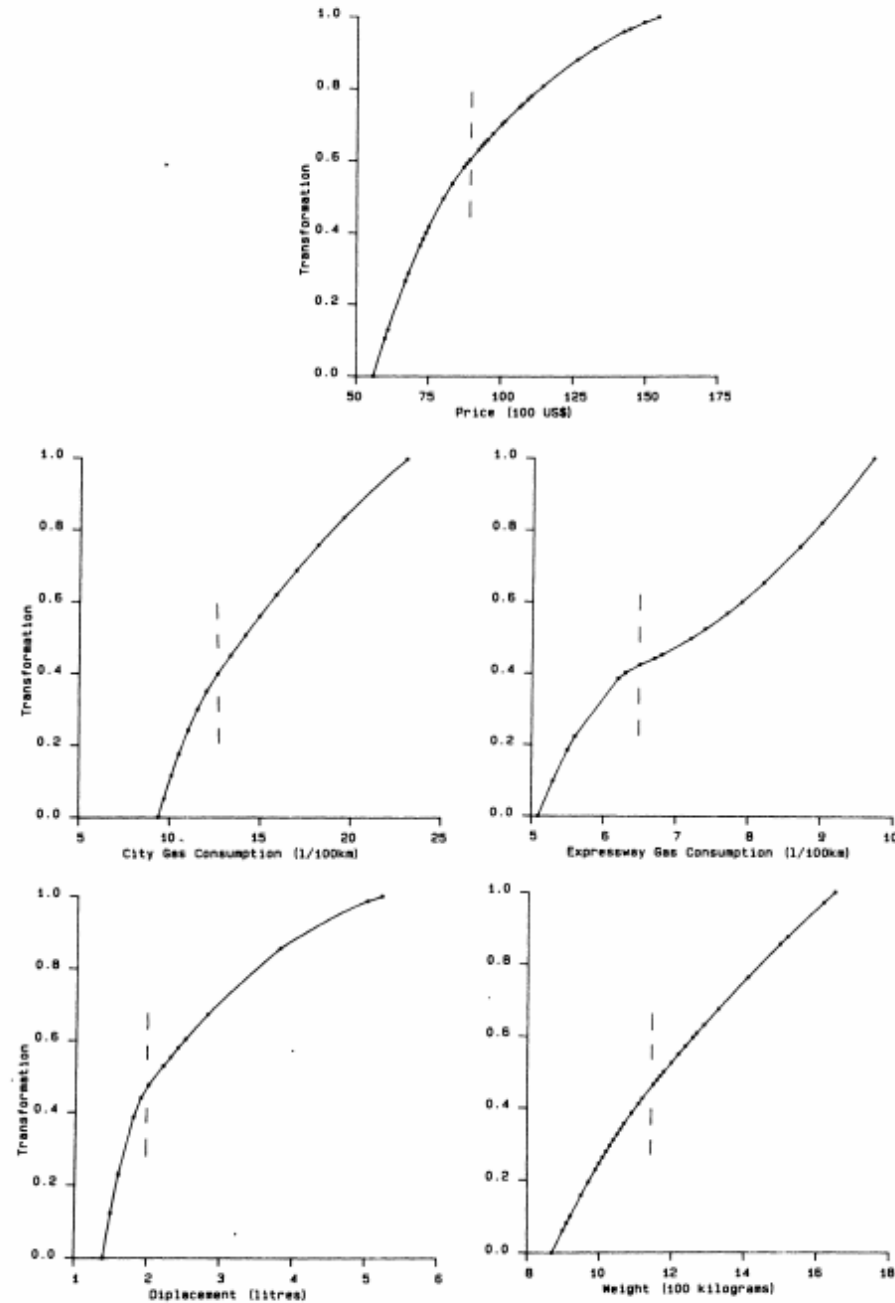 1.0
0.8
0.6
0.4
0.2
0.0
Transformation
50 75 100 125 150 175
Price (100 US$)
1.0
0.8
0.6
0.4
0.2
0.0
Transformation
5 10 15 20 25
City Gas Consumption (l/100km)
1.0
0.8
0.6
0.4
0.2
0.0
5 6 7 8 9 10
Expressway Gas Consumption (l/100km)
1.0
0.8
0.6
0.4
0.2
0.0
Transformation
1 2 3 4 5 6
Diplacement (litres)
1.0
0.8
0.6
0.4
0.2
0.0
8 10 12 14 16 18
Weight (100 kilograms)